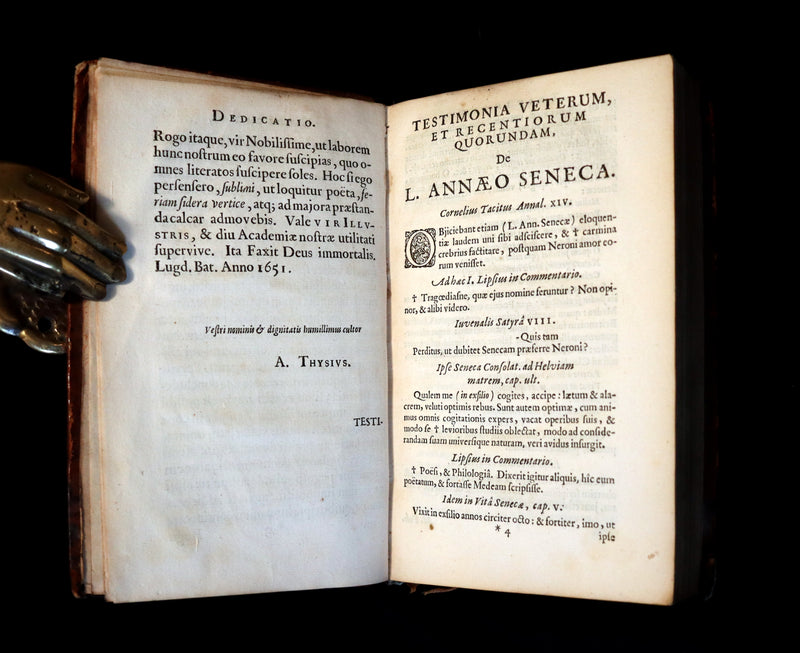 DEDICATIO.
Rogo itaque, vir Nobiliſſime, ut laborem
hunc noſtrum eo favore ſuſcipias, quo o-
mnes literatos ſuſcipere ſoles. Hoc ſi ego
perſenſero, ſublimi, ut loquitur poëta, ſe-
riam ſidera vertice, atq; ad majora præſtan-
da calcar admovebis. Vale VIR ILLV-
STRIS, & diu Academiæ noſtræ utilitati
ſupervive. Ita Faxit Deus immortalis.
Lugd. Bat. Anno 1651.
Veſtri nominis & dignitatis humillimus cultor
A. THYSIVS.
TESTI-
TESTIMONIA VETERUM,
ET RECENTIORUM
QUORUNDAM,
De
L. ANNÆO SENECA.
Cornelius Tacitus Annal. XIV.
OBjiciebant etiam (L. Ann. Senecæ) eloquen-
tiæ laudem uni ſibi adſciſcere, & † carmina
crebrius factitare, poſtquam Neroni amor eo-
rum veniſſet.
Ad hæc I. Lipſius in Commentario.
† Tragœdiaſne, quæ ejus nomine feruntur? Non opi-
nor, & alibi videro.
Iuvenalis Satyrâ VIII.
-Quis tam
Perditus, ut dubitet Senecam præferre Neroni?
Ipſe Seneca Conſolat. ad Helviam
matrem, cap. ult.
Qualem me (in exſilio) cogites, accipe: lætum & ala-
crem, veluti optimis rebus. Sunt autem optimæ, cum ani-
mus omnis cogitationis expers, vacat operibus ſuis, &
modo ſe † levioribus ſtudiis oblectat, modo ad conſide-
randam ſuam univerſique naturam, veri avidus inſurgit.
Lipſius in Commentario.
† Poëſi, & Philologiâ. Dixerit igitur aliquis, hîc eum
poëtatum, & fortaſſe Medeam ſcripſiſſe.
Idem in Vitâ Senecæ, cap. V.
Vixit in exſilio annos circiter octo: & fortiter, imo, ut
* 4
ipſe